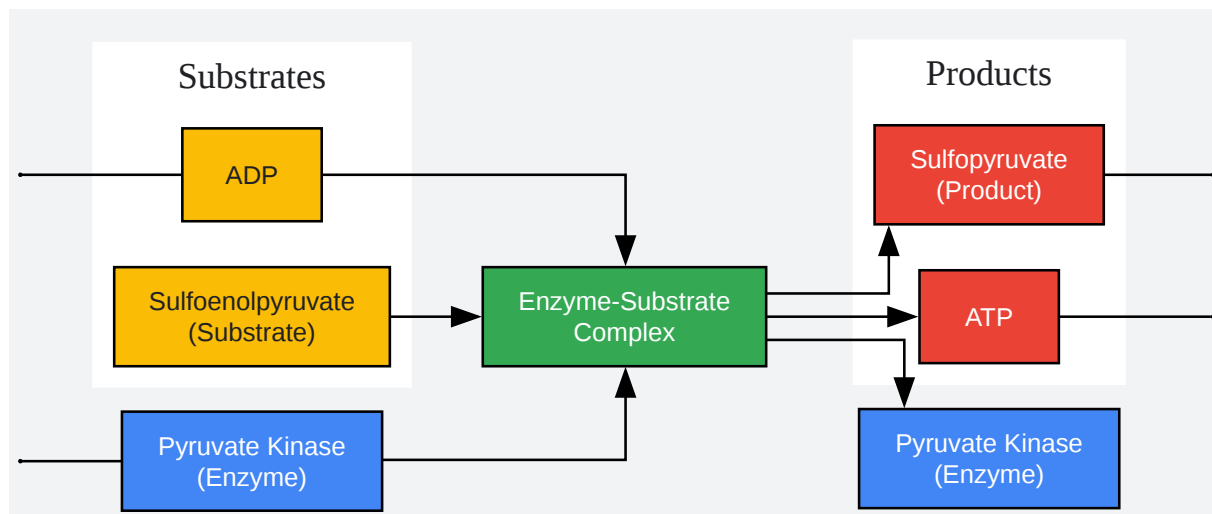 Substrates
Products
ADP
Sulfopyruvate
(Product)
Sulfoenolpyruvate
(Substrate)
Enzyme-Substrate
Complex
ATP
Pyruvate Kinase
(Enzyme)
Pyruvate Kinase
(Enzyme)